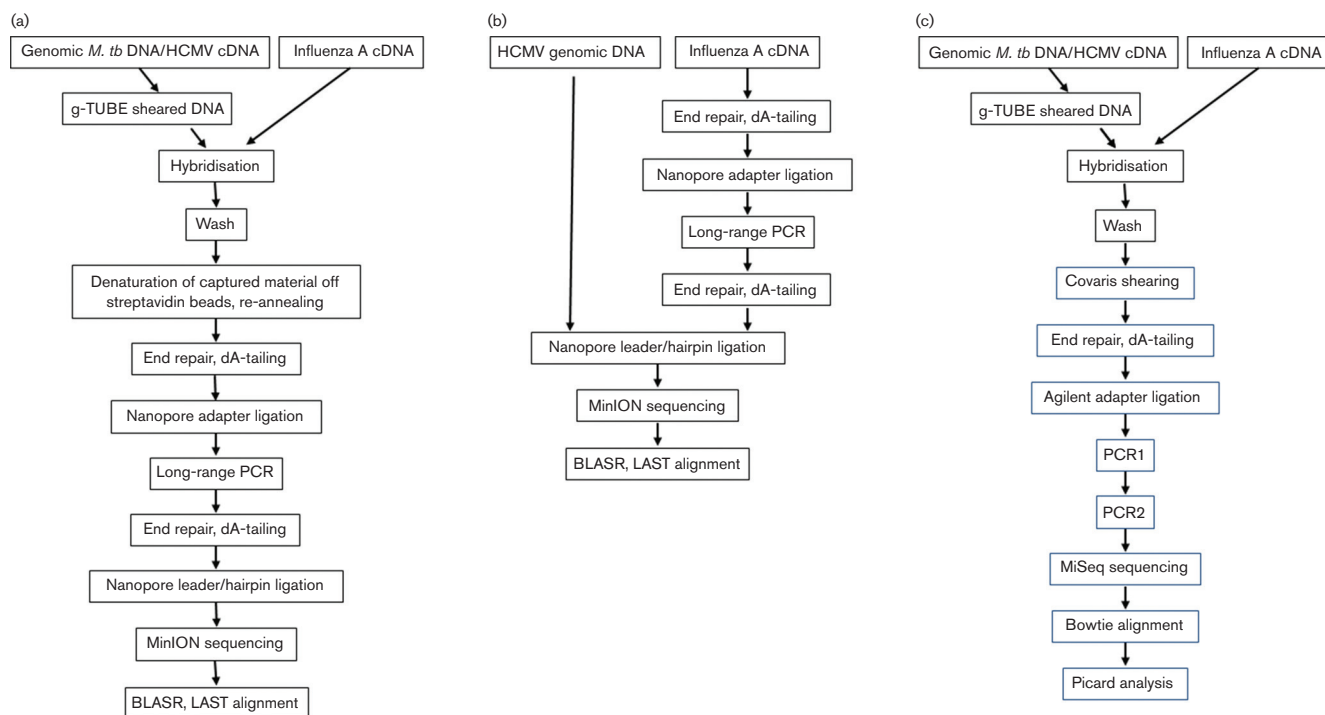 (a)
Genomic M. tb DNA/HCMV cDNA
Influenza A cDNA
g-TUBE sheared DNA
Hybridisation
Wash
Denaturation of captured material off
streptavidin beads, re-annealing
End repair, dA-tailing
Nanopore adapter ligation
Long-range PCR
End repair, dA-tailing
Nanopore leader/hairpin ligation
MinION sequencing
BLASR, LAST alignment
(b)
HCMV genomic DNA
Influenza A cDNA
End repair, dA-tailing
Nanopore adapter ligation
Long-range PCR
End repair, dA-tailing
Nanopore leader/hairpin ligation
MinION sequencing
BLASR, LAST alignment
(c)
Genomic M. tb DNA/HCMV cDNA
Influenza A cDNA
g-TUBE sheared DNA
Hybridisation
Wash
Covaris shearing
End repair, dA-tailing
Agilent adapter ligation
PCR1
PCR2
MiSeq sequencing
Bowtie alignment
Picard analysis